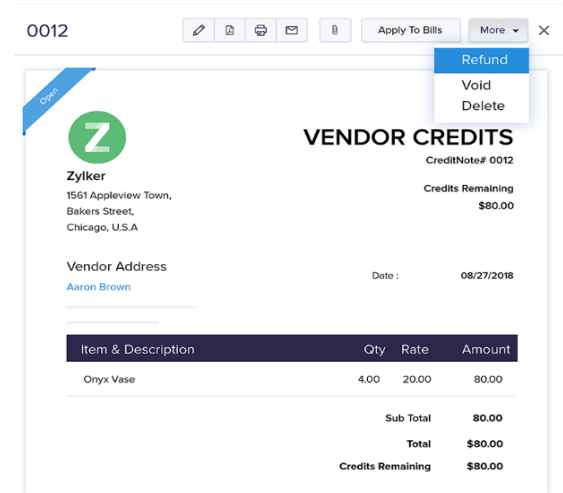 0012
Apply To Bills
More
Refund
Void
Delete
Open
Z
VENDOR CREDITS
CreditNote# 0012
Zylker
1561 Appleview Town,
Bakers Street,
Chicago, U.S.A
Credits Remaining
$80.00
Vendor Address
Aaron Brown
Date : 08/27/2018
Item & Description Qty Rate Amount
Onyx Vase 4.00 20.00 80.00
Sub Total 80.00
Total $80.00
Credits Remaining $80.00